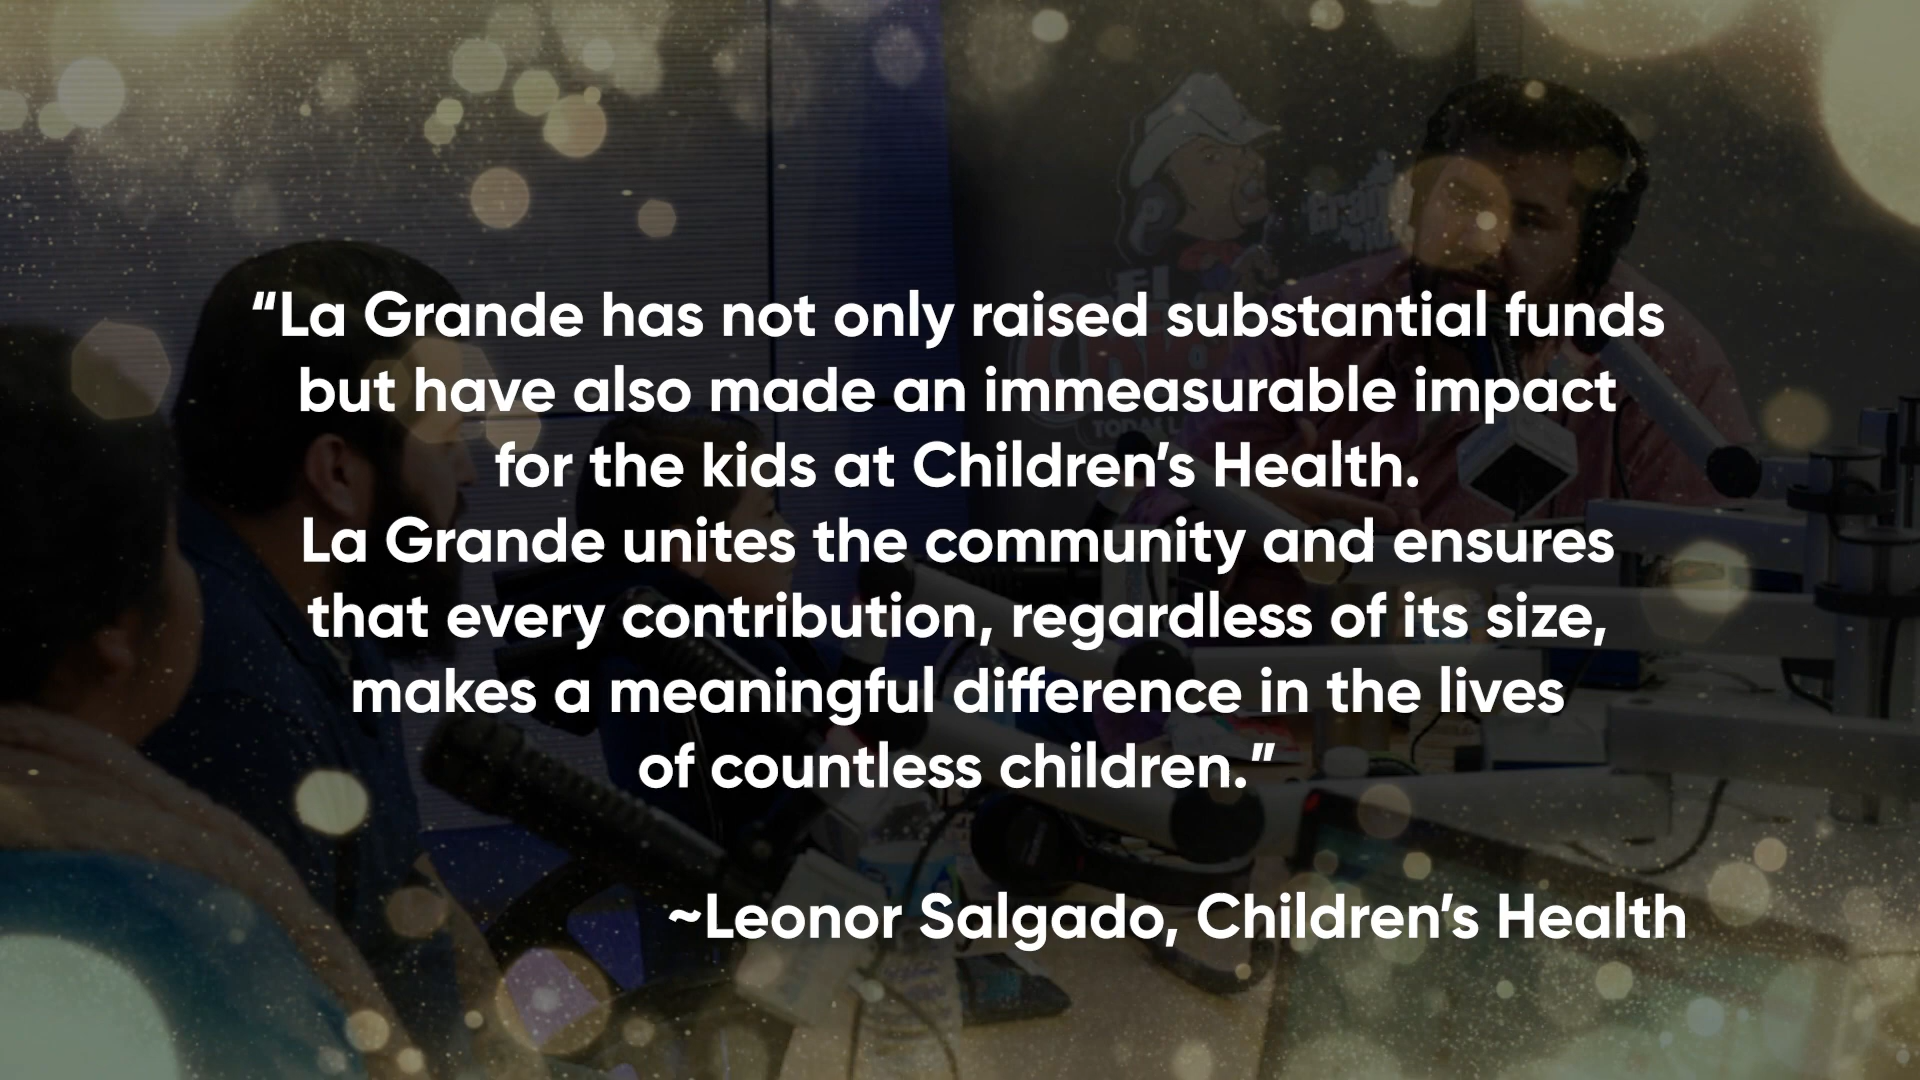 “La Grande has not only raised substantial funds
but have also made an immeasurable impact
for the kids at Children’s Health.
La Grande unites the community and ensures
that every contribution, regardless of its size,
makes a meaningful difference in the lives
of countless children.”
~Leonor Salgado, Children’s Health